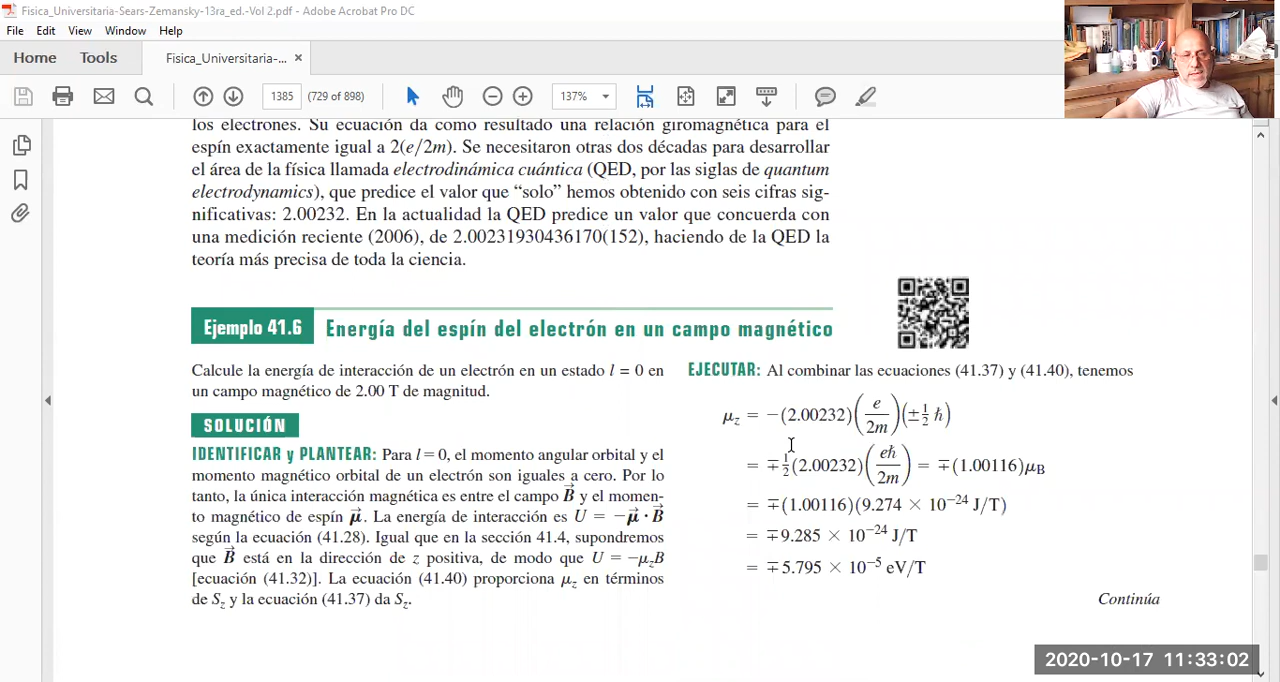 Fisica_Universitaria-Sears-Zemansky-13ra_ed.-Vol 2.pdf - Adobe Acrobat Pro DC
File Edit View Window Help
Home Tools Fisica_Universitaria-... ×
1385 (729 of 898) 137%
los electrones. Su ecuación da como resultado una relación giromagnética para el
espín exactamente igual a 2(e/2m). Se necesitaron otras dos décadas para desarrollar
el área de la física llamada electrodinámica cuántica (QED, por las siglas de quantum
electrodynamics), que predice el valor que “solo” hemos obtenido con seis cifras sig-
nificativas: 2.00232. En la actualidad la QED predice un valor que concuerda con
una medición reciente (2006), de 2.00231930436170(152), haciendo de la QED la
teoría más precisa de toda la ciencia.
Ejemplo 41.6 Energía del espín del electrón en un campo magnético
Calcule la energía de interacción de un electrón en un estado l = 0 en
un campo magnético de 2.00 T de magnitud.
SOLUCIÓN
IDENTIFICAR y PLANTEAR: Para l = 0, el momento angular orbital y el
momento magnético orbital de un electrón son iguales a cero. Por lo
tanto, la única interacción magnética es entre el campo B⃗ y el momen-
to magnético de espín μ⃗. La energía de interacción es U = −μ⃗ · B⃗
según la ecuación (41.28). Igual que en la sección 41.4, supondremos
que B⃗ está en la dirección de z positiva, de modo que U = −μzB
[ecuación (41.32)]. La ecuación (41.40) proporciona μz en términos
de Sz y la ecuación (41.37) da Sz.
EJECUTAR: Al combinar las ecuaciones (41.37) y (41.40), tenemos
μz = −(2.00232)(e/2m)(±½ ħ)
= ∓½(2.00232)(eħ/2m) = ∓(1.00116)μB
= ∓(1.00116)(9.274 × 10⁻²⁴ J/T)
= ∓9.285 × 10⁻²⁴ J/T
= ∓5.795 × 10⁻⁵ eV/T
Continúa
2020-10-17 11:33:02